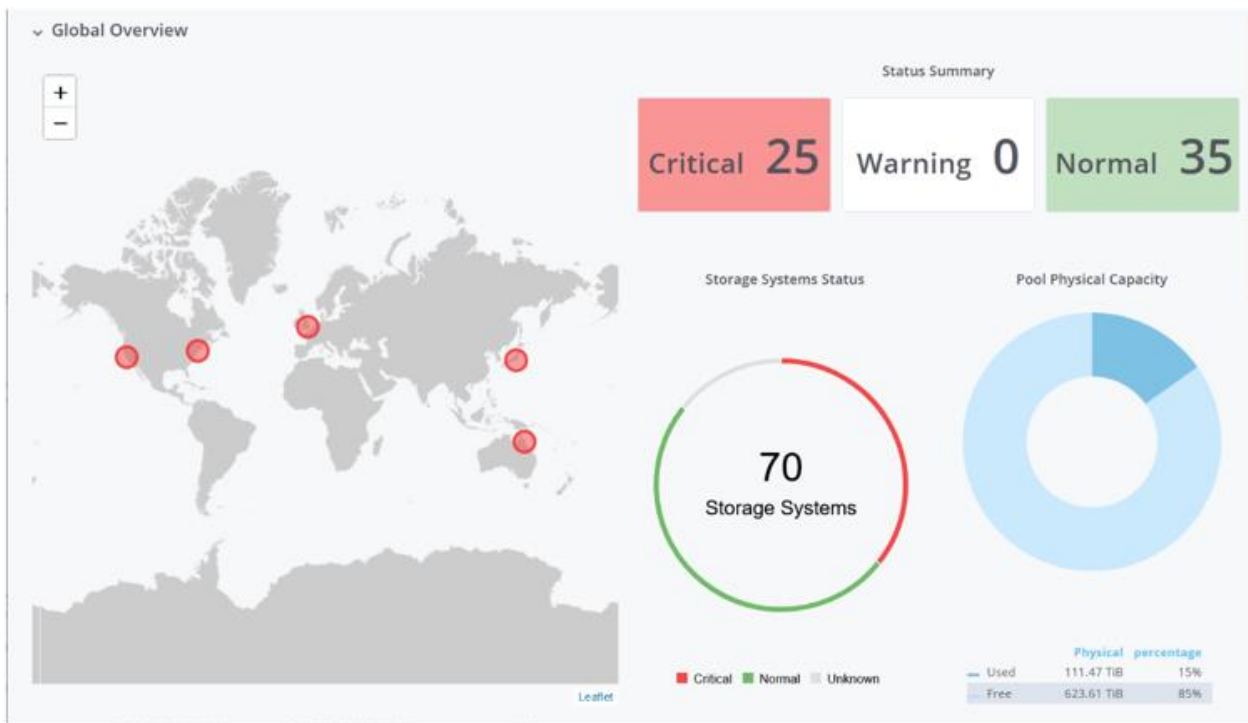 Global Overview
+
−
Leaflet
Status Summary
Critical 25
Warning 0
Normal 35
Storage Systems Status
70
Storage Systems
Critical Normal Unknown
Pool Physical Capacity
Physical percentage
Used 111.47 TiB 15%
Free 623.61 TiB 85%